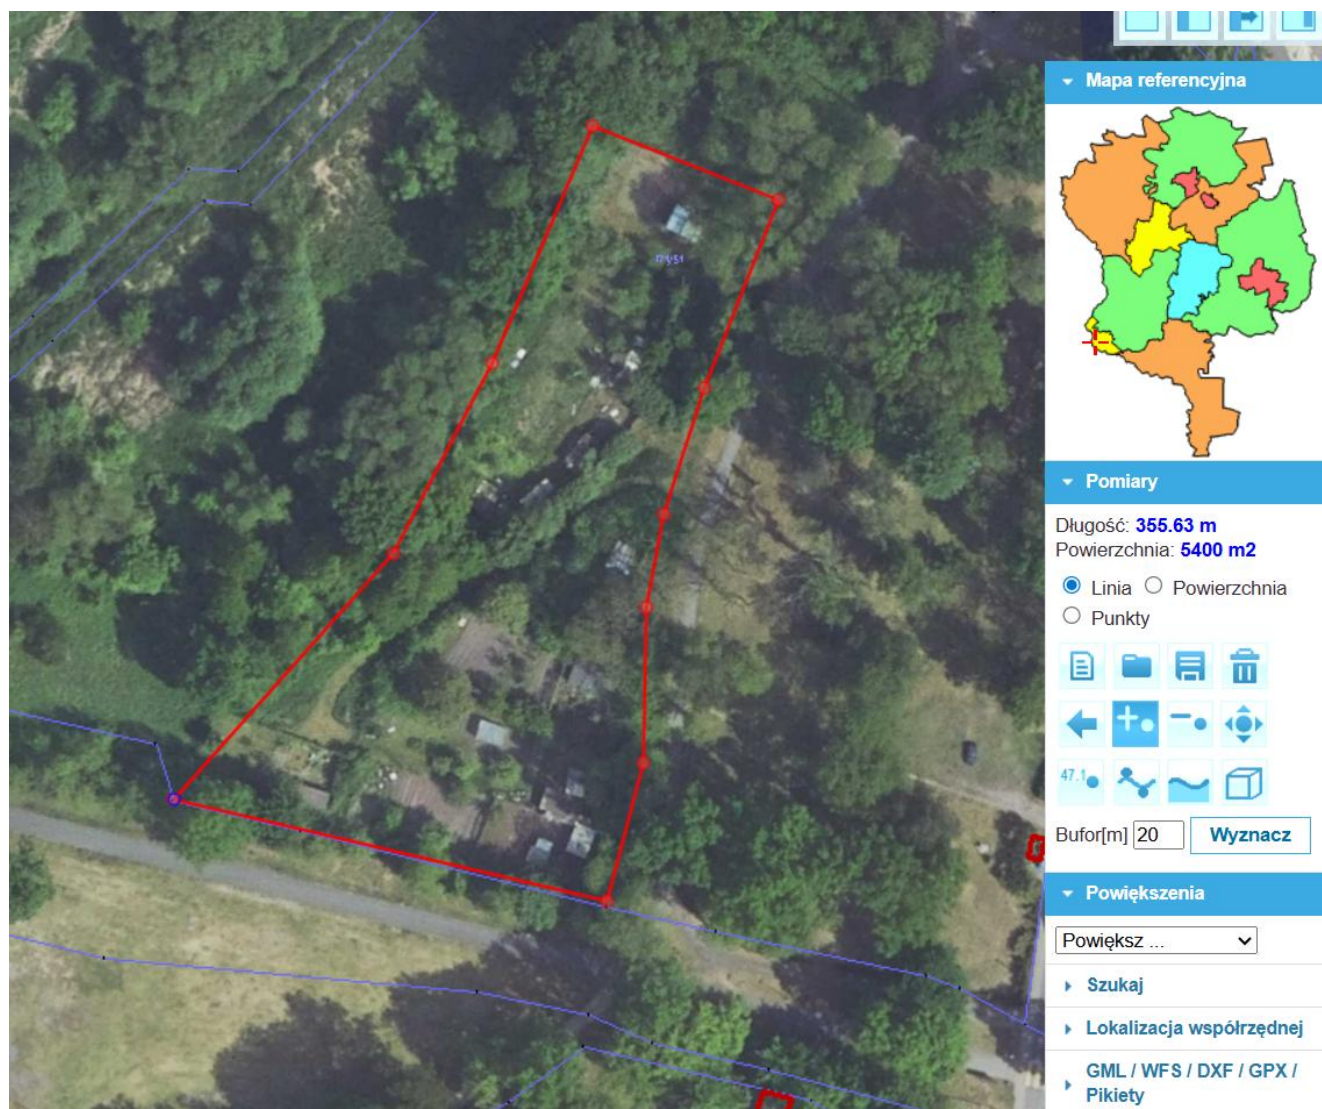 Mapa referencyjna
Pomiary
Długość: 355.63 m
Powierzchnia: 5400 m2
Linia Powierzchnia
Punkty
47.1
Bufor[m] 20 Wyznacz
Powiększenia
Powiększ ...
Szukaj
Lokalizacja współrzędnej
GML / WFS / DXF / GPX /
Pikiety